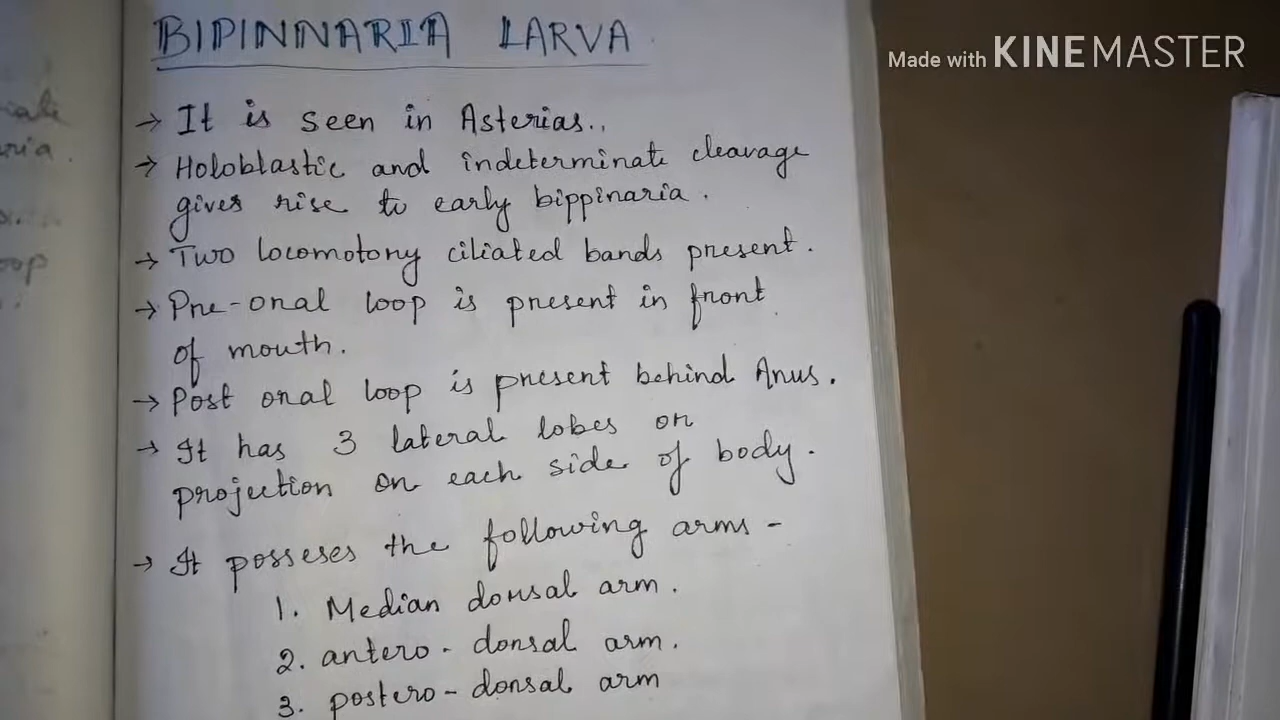 BIPINNARIA LARVA
Made with KINEMASTER
→ It is seen in Asterias..
→ Holoblastic and indeterminate cleavage
gives rise to early bippinaria.
→ Two locomotory ciliated bands present.
→ Pre-oral loop is present in front
of mouth.
→ Post oral loop is present behind Anus.
→ It has 3 lateral lobes or
projection on each side of body.
→ It posseses the following arms -
1. Median dorsal arm.
2. antero - dorsal arm.
3. postero - dorsal arm
oop